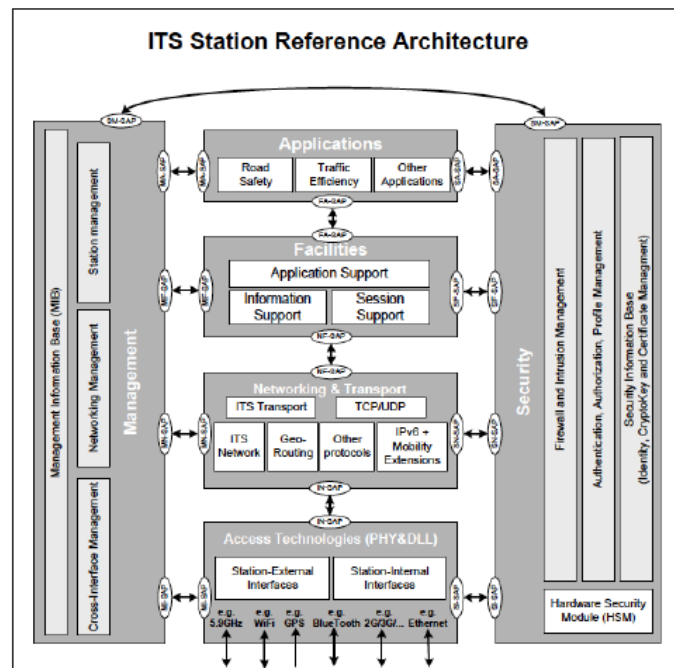 ITS Station Reference Architecture
SM-SAP
SM-SAP
Management
Management Information Base (MIB)
Station management
Networking Management
Cross-Interface Management
MA-SAP
MA-SAP
MF-SAP
MF-SAP
MN-SAP
MN-SAP
MI-SAP
MI-SAP
Applications
Road
Safety
Traffic
Efficiency
Other
Applications
FA-SAP
FA-SAP
Facilities
Application Support
Information
Support
Session
Support
NF-SAP
NF-SAP
Networking & Transport
ITS Transport
TCP/UDP
ITS
Network
Geo-
Routing
Other
protocols
IPv6 +
Mobility
Extensions
IN-SAP
IN-SAP
Access Technologies (PHY&DLL)
Station-External
Interfaces
Station-Internal
Interfaces
e.g.
5.9GHz
e.g.
WiFi
e.g.
GPS
e.g.
BlueTooth
e.g.
2G/3G/...
e.g.
Ethernet
SA-SAP
SA-SAP
SF-SAP
SF-SAP
SN-SAP
SN-SAP
SI-SAP
SI-SAP
Security
Firewall and Intrusion Management
Authentication, Authorization, Profile Management
Security Information Base
(Identity, CryptoKey and Certificate Managment)
Hardware Security
Module (HSM)